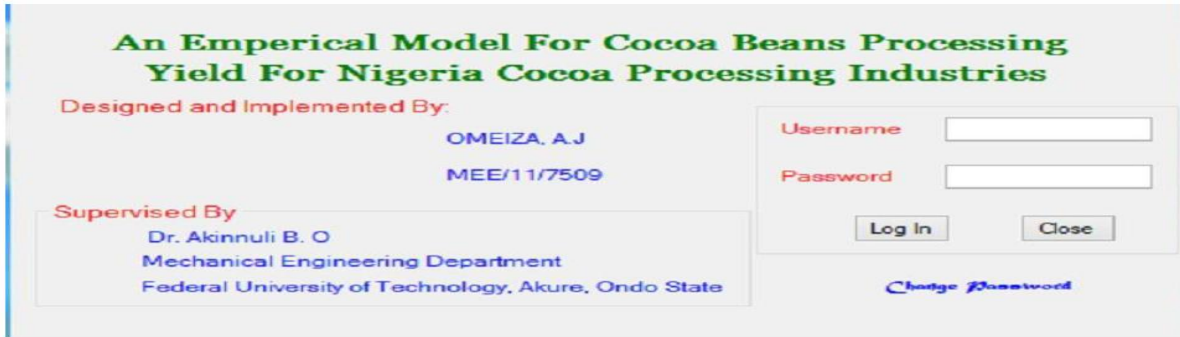 An Emperical Model For Cocoa Beans Processing
Yield For Nigeria Cocoa Processing Industries
Designed and Implemented By:
OMEIZA, A.J
MEE/11/7509
Supervised By
Dr. Akinnuli B. O
Mechanical Engineering Department
Federal University of Technology, Akure, Ondo State
Username
Password
Log In
Close
Change Password